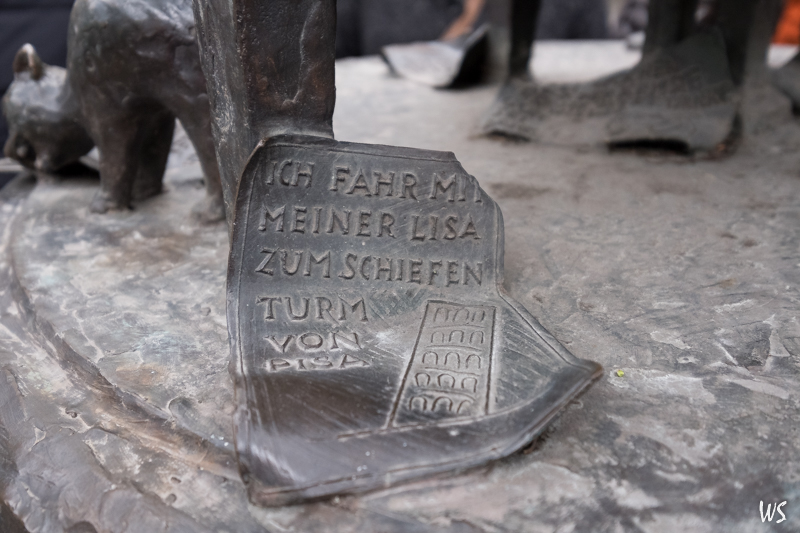 ICH FAHR MIT
MEINER LISA
ZUM SCHIEFEN
TURM
VON
PISA
WS